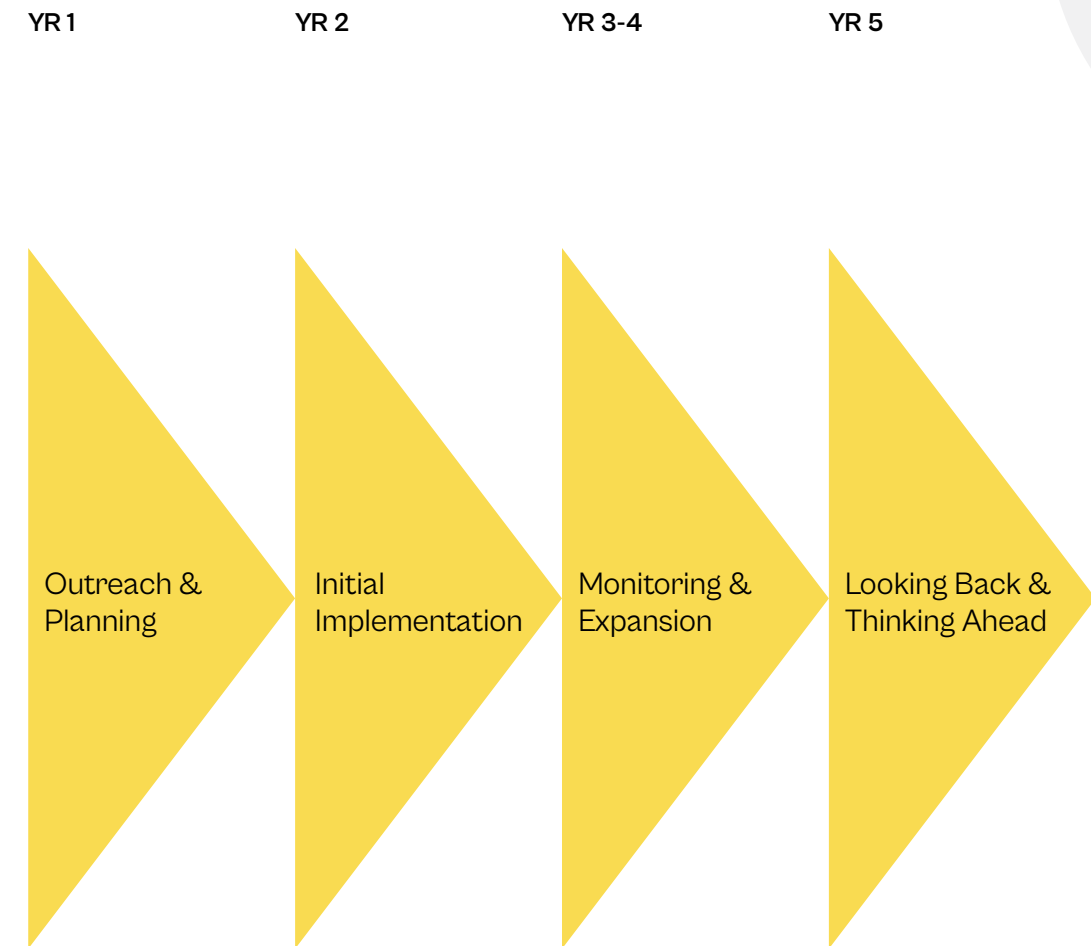 YR 1
YR 2
YR 3-4
YR 5
Outreach &
Planning
Initial
Implementation
Monitoring &
Expansion
Looking Back &
Thinking Ahead